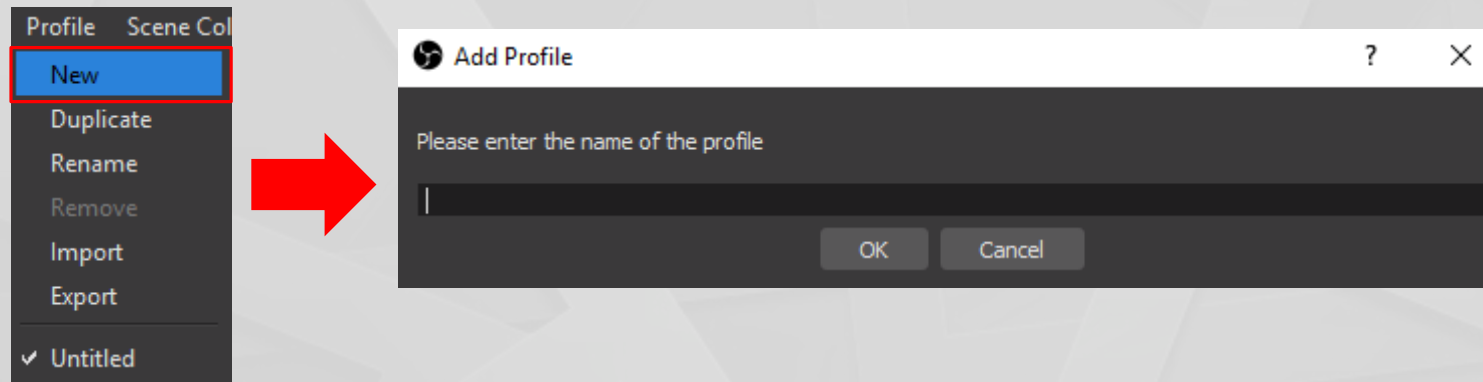 Profile Scene Col
New
Duplicate
Rename
Remove
Import
Export
✓ Untitled
Add Profile ? X
Please enter the name of the profile
OK Cancel